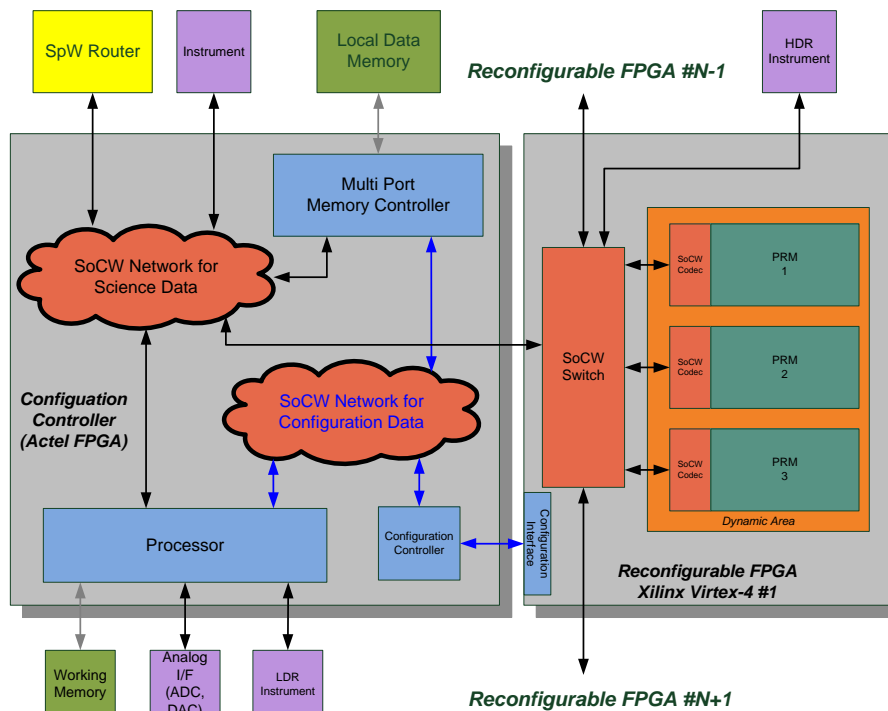 SpW Router
Instrument
Local Data
Memory
Reconfigurable FPGA #N-1
HDR
Instrument
Multi Port
Memory Controller
SoCW Network for
Science Data
SoCW
Codec
PRM
1
SoCW
Switch
SoCW
Codec
PRM
2
Configuation
Controller
(Actel FPGA)
SoCW Network for
Configuration Data
SoCW
Codec
PRM
3
Dynamic Area
Processor
Configuration
Controller
Configuration
Interface
Reconfigurable FPGA
Xilinx Virtex-4 #1
Working
Memory
Analog
I/F
(ADC,
DAC)
LDR
Instrument
Reconfigurable FPGA #N+1